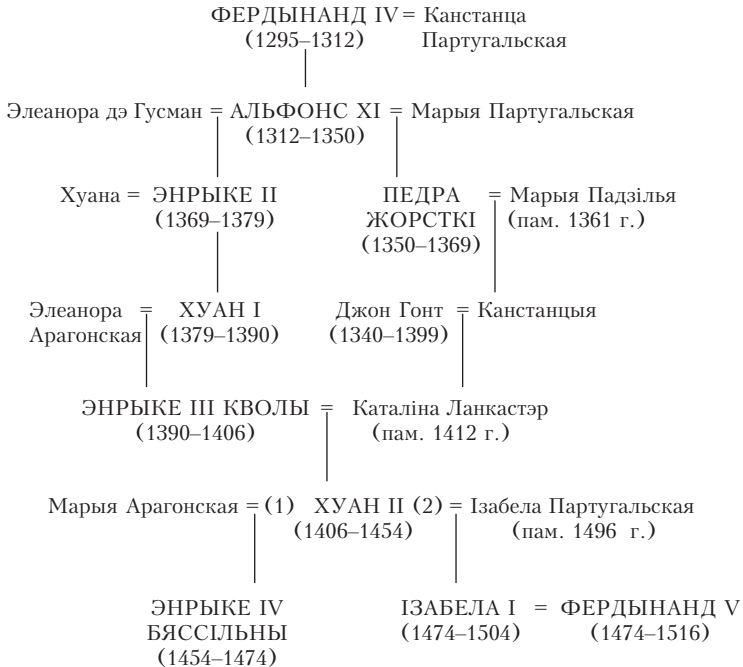 ФЕРДЫНАНД IV = Канстанца
(1295–1312) Партугальская
Элеанора дэ Гусман = АЛЬФОНС XI = Марыя Партугальская
(1312–1350)
Хуана = ЭНРЫКЕ II ПЕДРА = Марыя Падзілья
(1369–1379) ЖОРСТКІ (пам. 1361 г.)
(1350–1369)
Элеанора = ХУАН I Джон Гонт = Канстанцыя
Арагонская (1379–1390) (1340–1399)
ЭНРЫКЕ III КВОЛЫ = Каталіна Ланкастэр
(1390–1406) (пам. 1412 г.)
Марыя Арагонская = (1) ХУАН II (2) = Ізабела Партугальская
(1406–1454) (пам. 1496 г.)
ЭНРЫКЕ IV ІЗАБЕЛА I = ФЕРДЫНАНД V
БЯССІЛЬНЫ (1474–1504) (1474–1516)
(1454–1474)